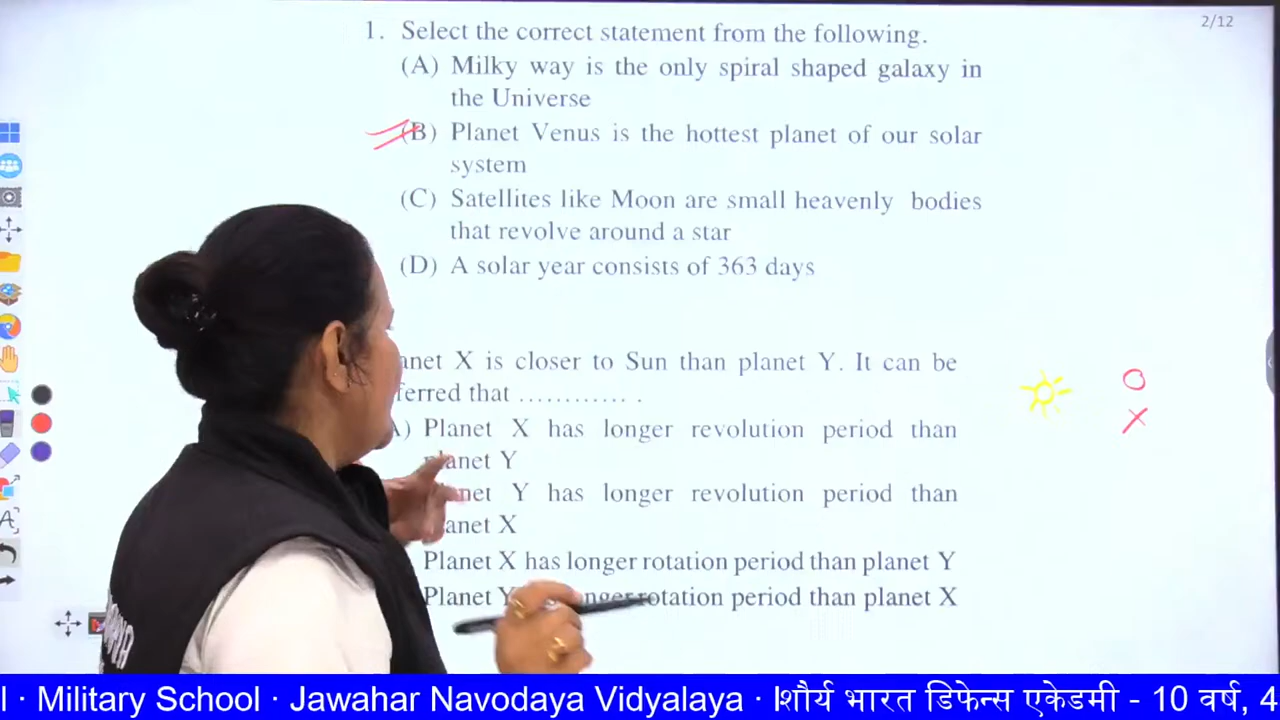 2/12
1. Select the correct statement from the following.
(A) Milky way is the only spiral shaped galaxy in
the Universe
(B) Planet Venus is the hottest planet of our solar
system
(C) Satellites like Moon are small heavenly bodies
that revolve around a star
(D) A solar year consists of 363 days
anet X is closer to Sun than planet Y. It can be
ferred that ............. .
A) Planet X has longer revolution period than
planet Y
anet Y has longer revolution period than
anet X
Planet X has longer rotation period than planet Y
Planet Y nger rotation period than planet X
X
l · Military School · Jawahar Navodaya Vidyalaya · शौर्य भारत डिफेन्स एकेडमी - 10 वर्ष, 4